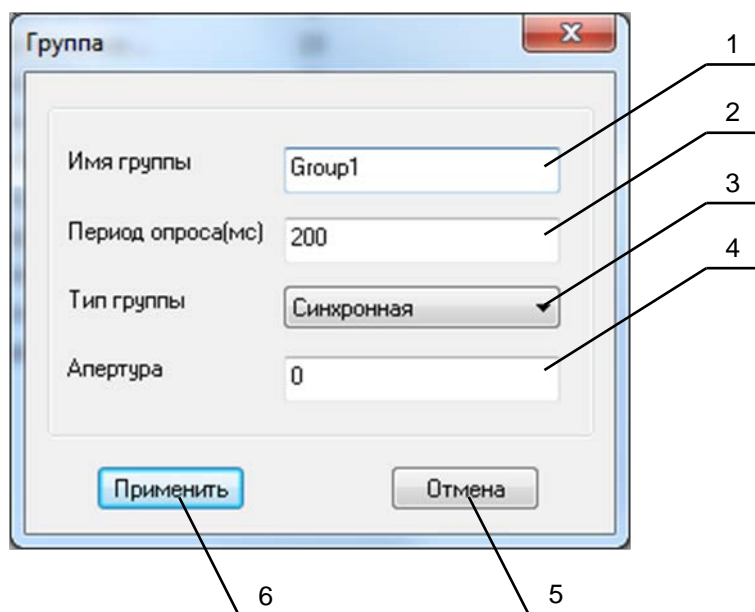 Группа
1
2
Имя группы Group1
3
Период опроса(мс) 200
4
Тип группы Синхронная
Апертура 0
Применить Отмена
6 5